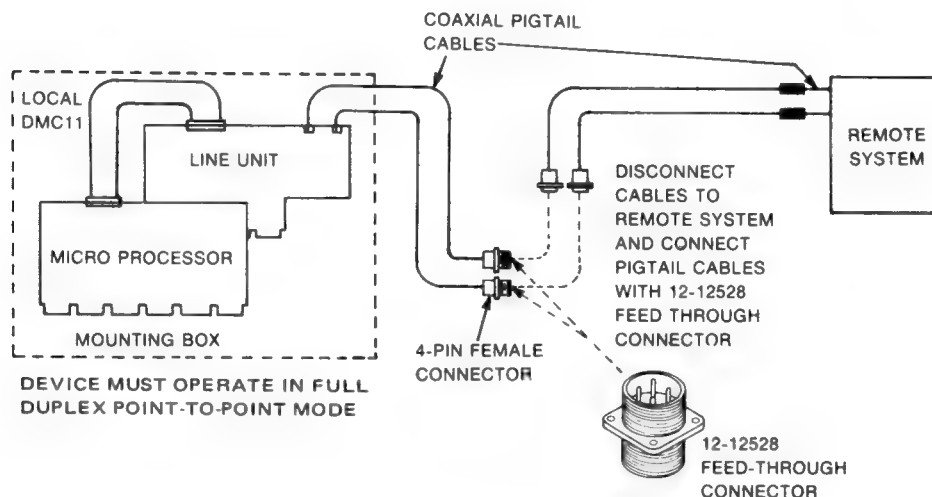 COAXIAL PIGTAIL
CABLES
LOCAL
DMC11
LINE UNIT
REMOTE
SYSTEM
MICRO PROCESSOR
MOUNTING BOX
DISCONNECT
CABLES TO
REMOTE SYSTEM
AND CONNECT
PIGTAIL CABLES
WITH 12-12528
FEED THROUGH
CONNECTOR
4-PIN FEMALE
CONNECTOR
DEVICE MUST OPERATE IN FULL
DUPLEX POINT-TO-POINT MODE
12-12528
FEED-THROUGH
CONNECTOR